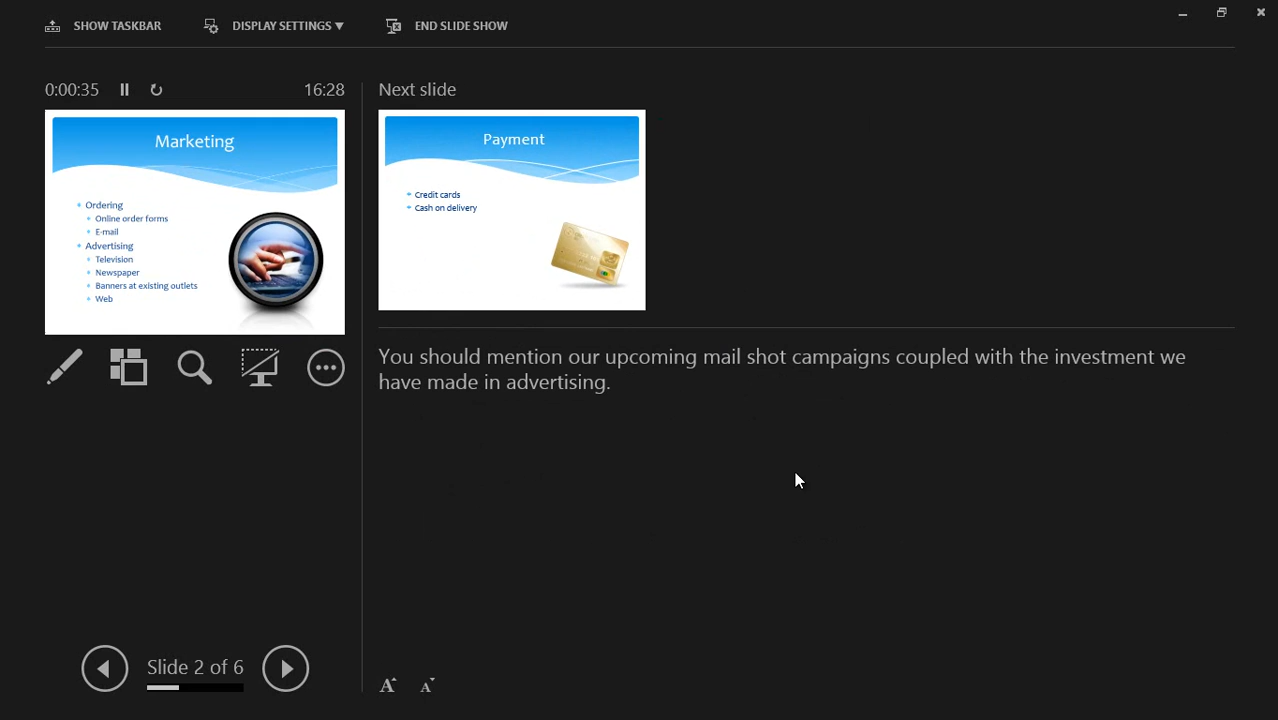 SHOW TASKBAR
DISPLAY SETTINGS ▼
END SLIDE SHOW
0:00:35
16:28
Next slide
Marketing
Ordering
Online order forms
E-mail
Advertising
Television
Newspaper
Banners at existing outlets
Web
Payment
Credit cards
Cash on delivery
You should mention our upcoming mail shot campaigns coupled with the investment we
have made in advertising.
Slide 2 of 6
A A